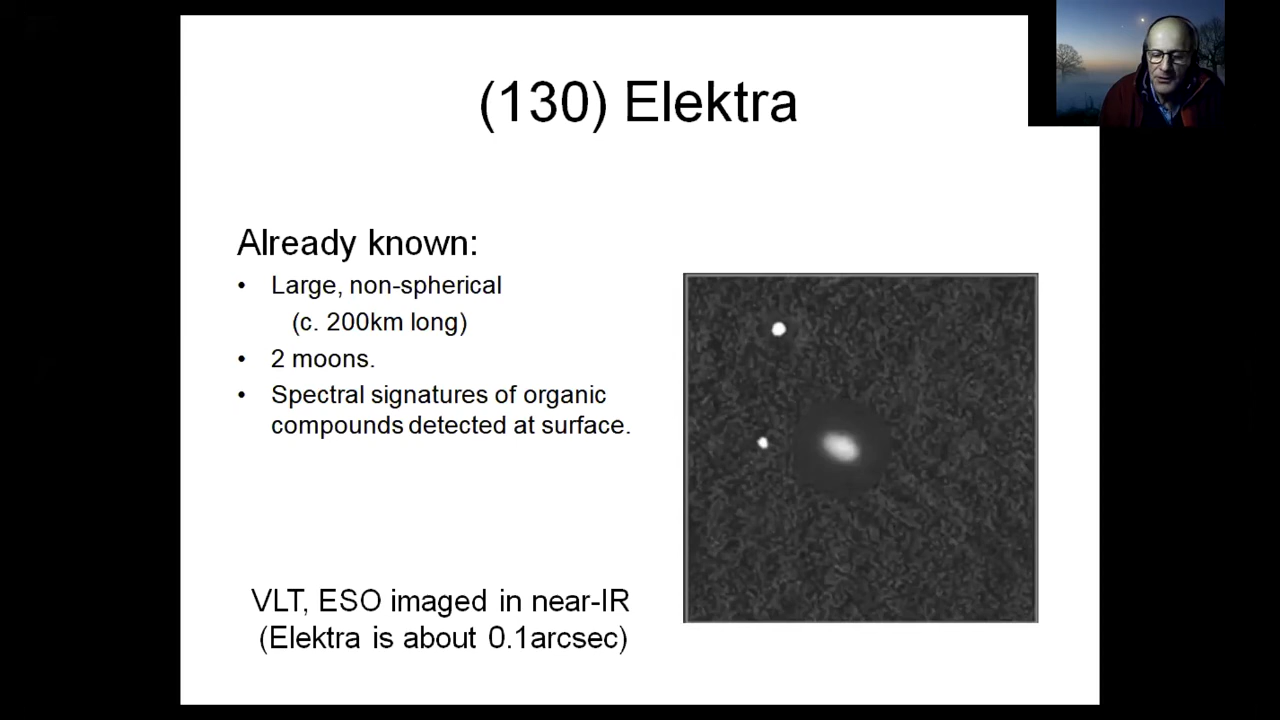 (130) Elektra
Already known:
• Large, non-spherical
(c. 200km long)
• 2 moons.
• Spectral signatures of organic
compounds detected at surface.
VLT, ESO imaged in near-IR
(Elektra is about 0.1arcsec)